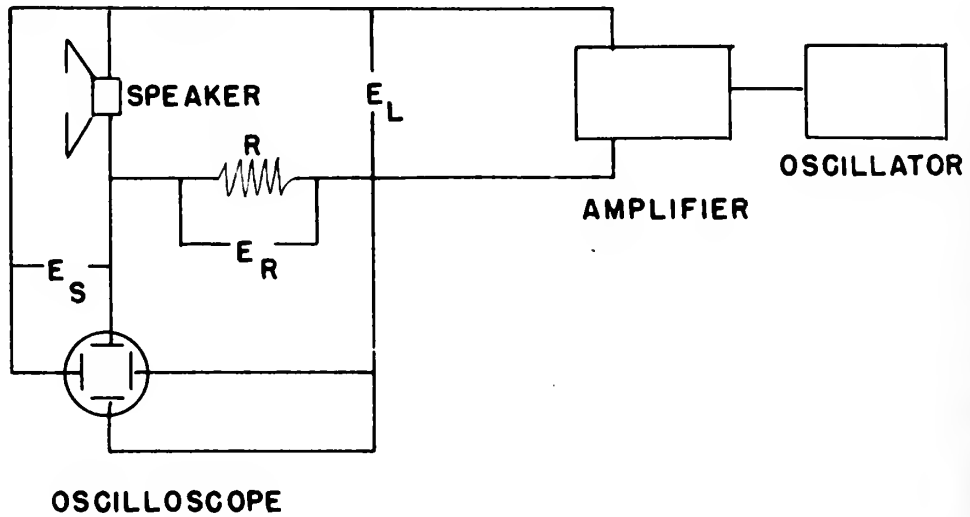 SPEAKER
E L
R
OSCILLATOR
AMPLIFIER
E R
E S
OSCILLOSCOPE